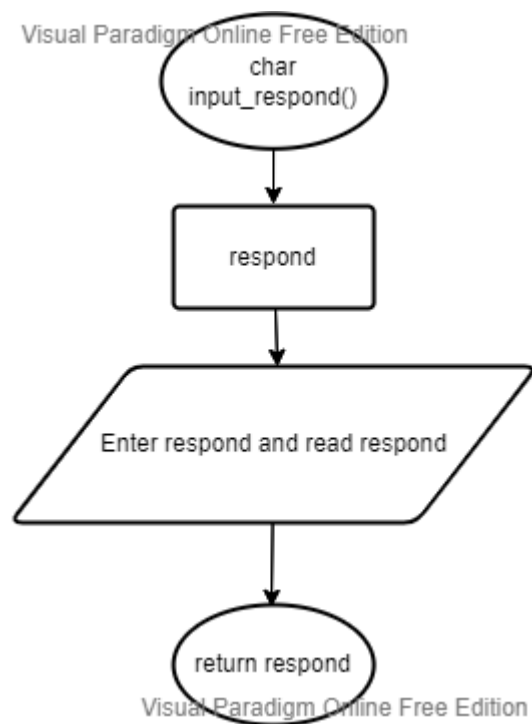 Visual Paradigm Online Free Edition
char
input_respond()
respond
Enter respond and read respond
return respond
Visual Paradigm Online Free Edition